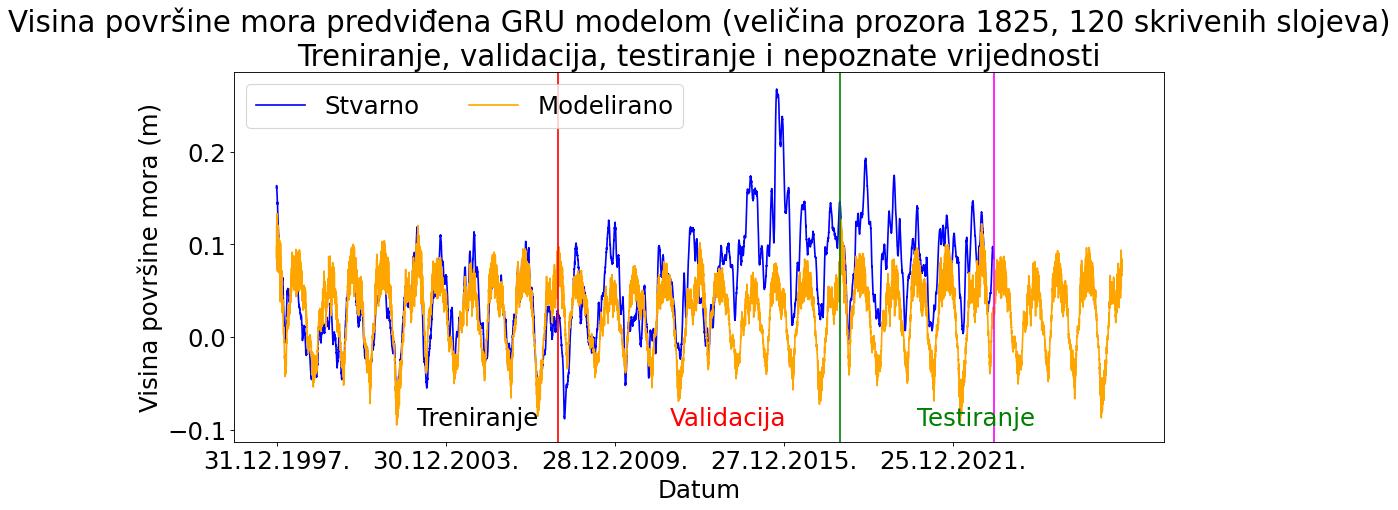 Visina površine mora predviđena GRU modelom (veličina prozora 1825, 120 skrivenih slojeva)
Treniranje, validacija, testiranje i nepoznate vrijednosti
Stvarno
Modelirano
Visina površine mora (m)
0.2
0.1
0.0
−0.1
Treniranje
Validacija
Testiranje
31.12.1997.
30.12.2003.
28.12.2009.
27.12.2015.
25.12.2021.
Datum